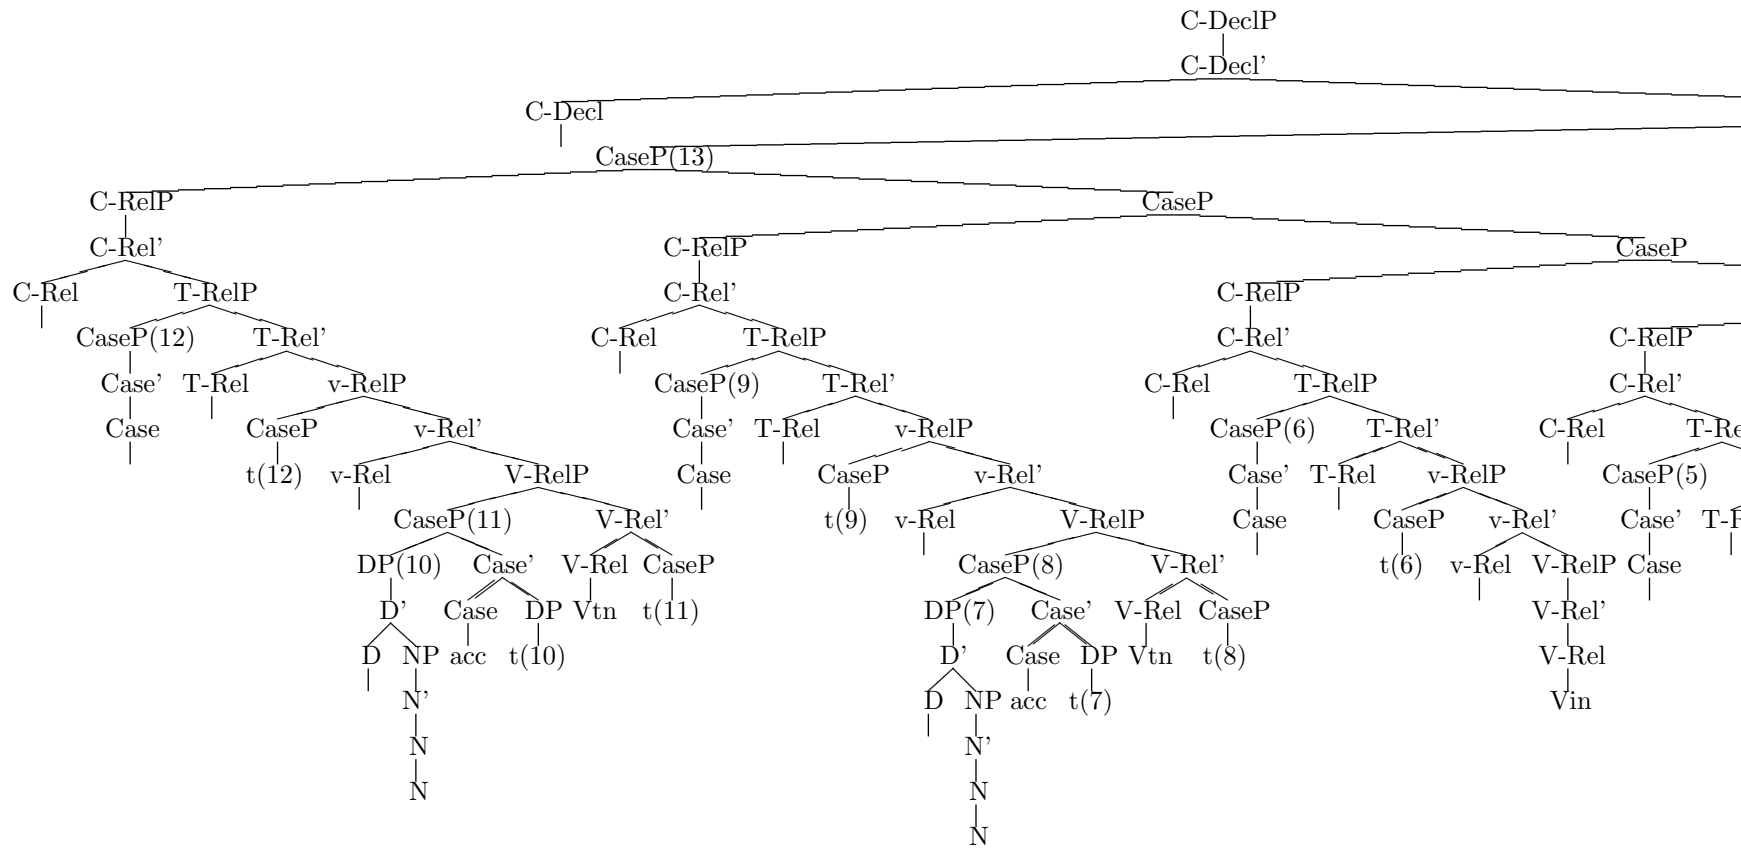 C-DeclP
C-Decl’
C-Decl
CaseP(13)
C-RelP CaseP
C-Rel’ C-RelP CaseP
C-Rel T-RelP C-Rel’ C-RelP
CaseP(12) T-Rel’ C-Rel T-RelP C-Rel’ C-RelP
Case’ T-Rel v-RelP CaseP(9) T-Rel’ C-Rel T-RelP C-Rel’
Case CaseP v-Rel’ Case’ T-Rel v-RelP CaseP(6) T-Rel’ C-Rel T-Re
t(12) v-Rel V-RelP Case CaseP v-Rel’ Case’ T-Rel v-RelP CaseP(5)
CaseP(11) V-Rel’ t(9) v-Rel V-RelP Case CaseP v-Rel’ Case’ T-R
DP(10) Case’ V-Rel CaseP CaseP(8) V-Rel’ t(6) v-Rel V-RelP Case
D’ Case DP Vtn t(11) DP(7) Case’ V-Rel CaseP V-Rel’
D NP acc t(10) D’ Case DP Vtn t(8) V-Rel
N’ D NP acc t(7) Vin
N N’
N N
N